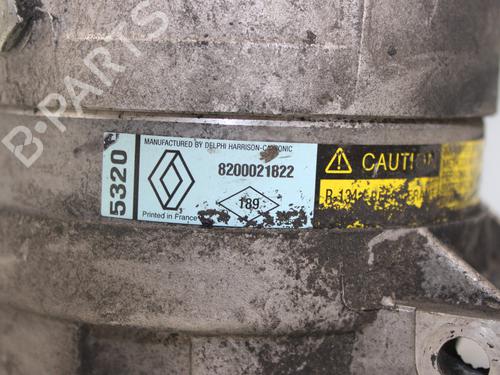 B-PARTS
5320
MANUFACTURED BY DELPHI HARRISON-CALSONIC
8200021822
189
Printed in France
CAUTION